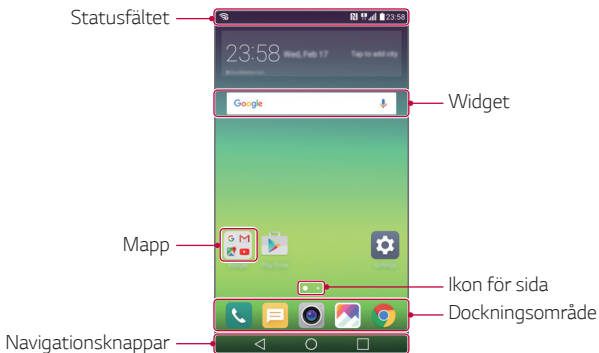 Statusfältet
23:58
23:58 Wed, Feb 17 Tap to add city
Google
Widget
Mapp
Ikon för sida
Dockningsområde
Navigationsknappar